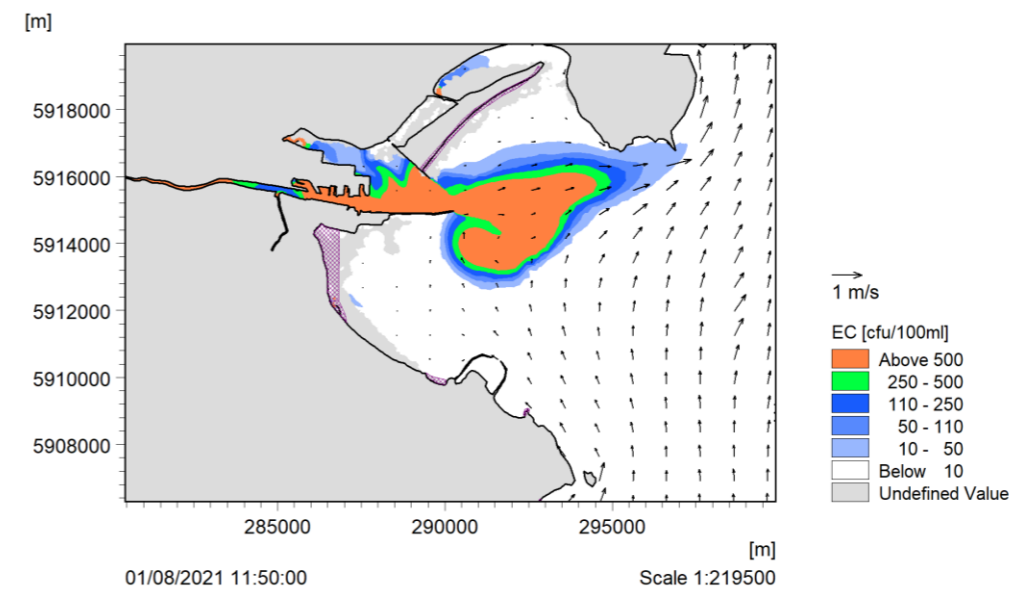 [m]
5918000
5916000
5914000
5912000
5910000
5908000
285000
290000
295000
[m]
01/08/2021 11:50:00
Scale 1:219500
1 m/s
EC [cfu/100ml]
Above 500
250 - 500
110 - 250
50 - 110
10 - 50
Below 10
Undefined Value